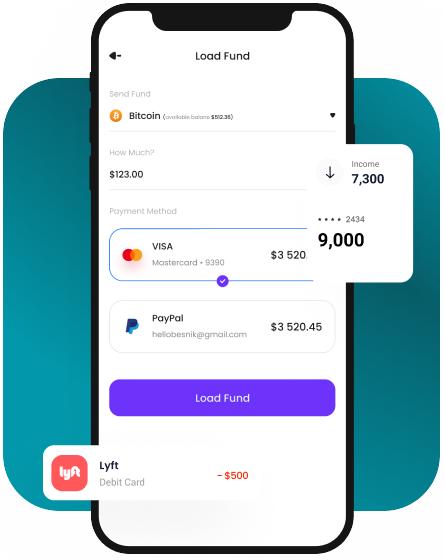 Load Fund
Send Fund
Bitcoin (available balane $512.36)
How Much?
$123.00
Income
7,300
•••• 2434
9,000
Payment Method
VISA
Mastercard • 9390
$3 520.
PayPal
hellobesnik@gmail.com
$3 520.45
Load Fund
lyft
Lyft
Debit Card
- $500